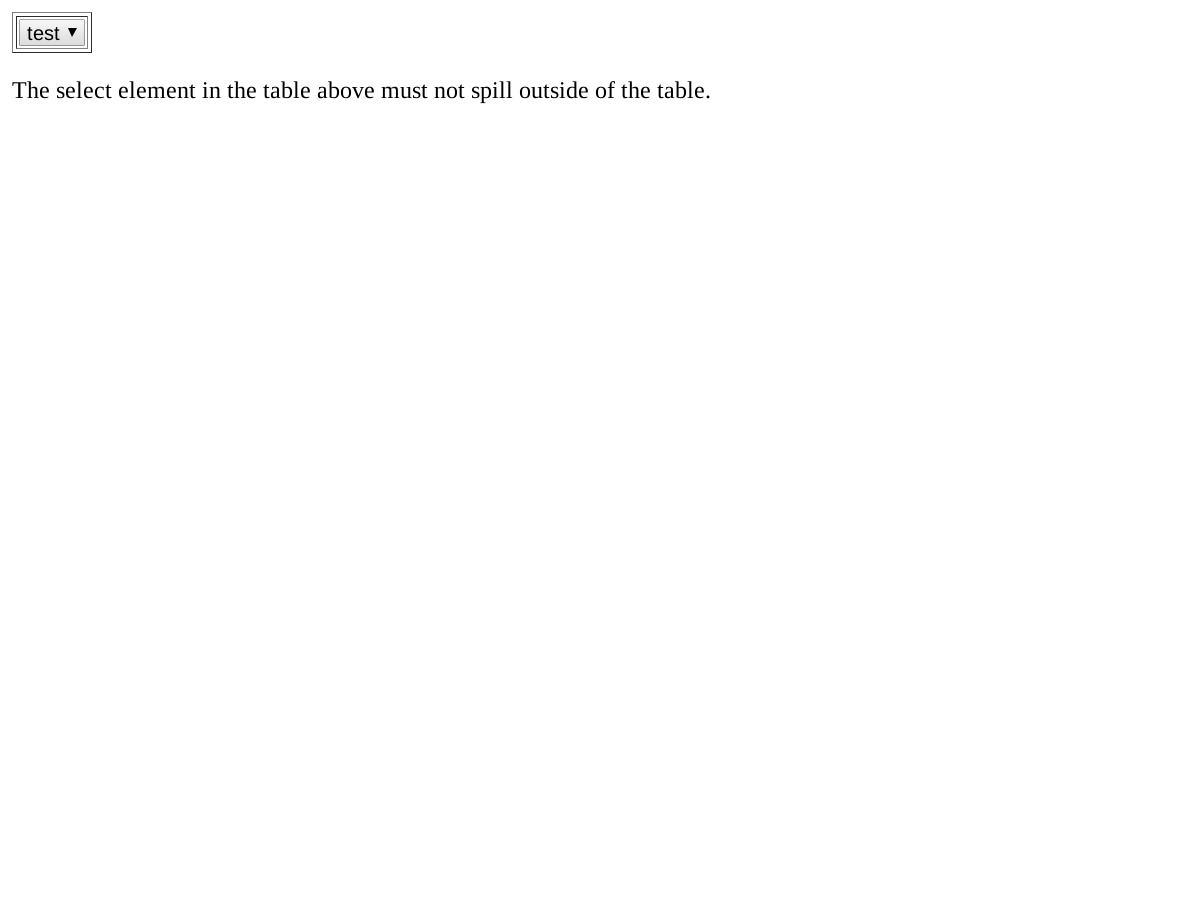 test ▼
The select element in the table above must not spill outside of the table.